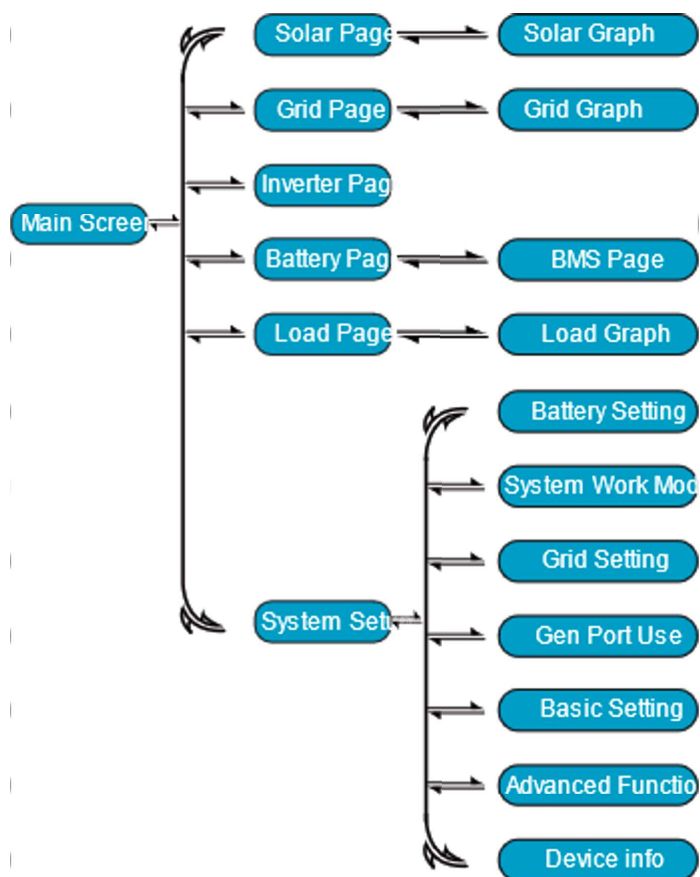 Solar Page
Solar Graph
Grid Page
Grid Graph
Inverter Pag
Main Screen
Battery Pag
BMS Page
Load Page
Load Graph
Battery Setting
System Work Mod
Grid Setting
System Setu
Gen Port Use
Basic Setting
Advanced Functio
Device info